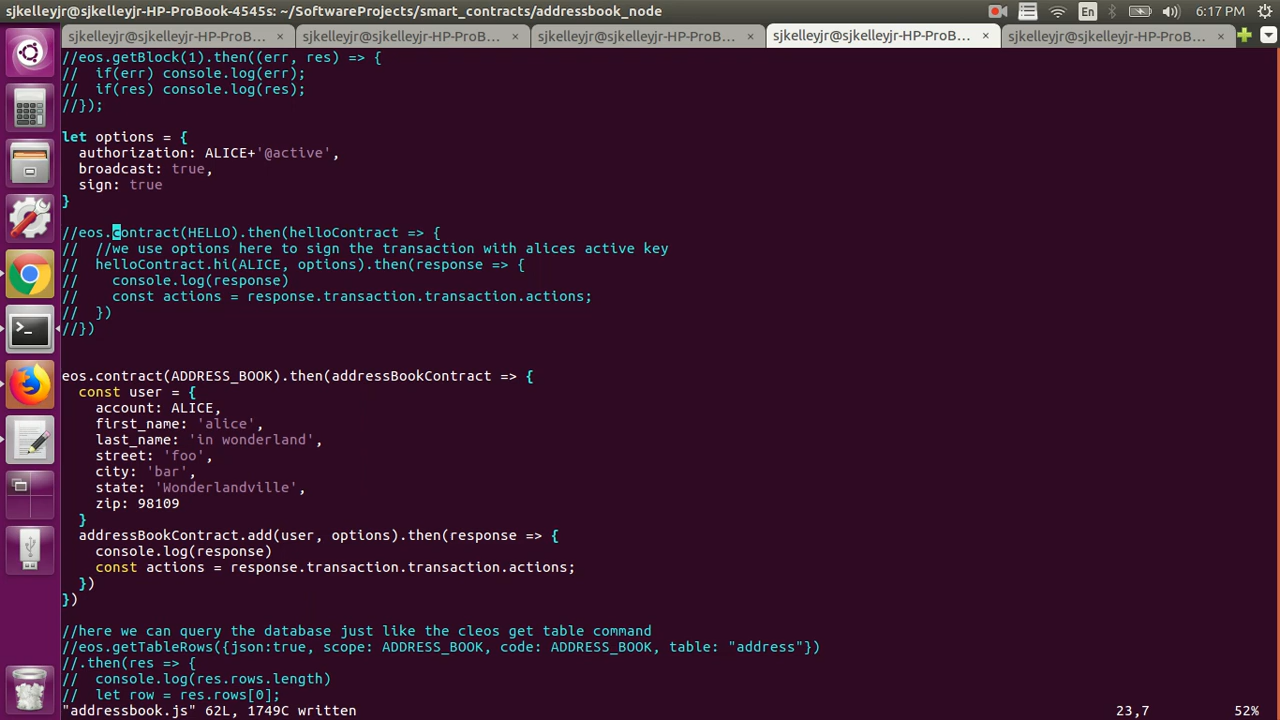 sjkelleyjr@sjkelleyjr-HP-ProBook-4545s: ~/SoftwareProjects/smart_contracts/addressbook_node
En
6:17 PM
sjkelleyjr@sjkelleyjr-HP-ProB... ×
sjkelleyjr@sjkelleyjr-HP-ProB... ×
sjkelleyjr@sjkelleyjr-HP-ProB... ×
sjkelleyjr@sjkelleyjr-HP-ProB... ×
sjkelleyjr@sjkelleyjr-HP-ProB... ×
//eos.getBlock(1).then((err, res) => {
//  if(err) console.log(err);
//  if(res) console.log(res);
//});
let options = {
  authorization: ALICE+'@active',
  broadcast: true,
  sign: true
}
//eos.contract(HELLO).then(helloContract => {
//  //we use options here to sign the transaction with alices active key
//  helloContract.hi(ALICE, options).then(response => {
//    console.log(response)
//    const actions = response.transaction.transaction.actions;
//  })
//})
eos.contract(ADDRESS_BOOK).then(addressBookContract => {
  const user = {
    account: ALICE,
    first_name: 'alice',
    last_name: 'in wonderland',
    street: 'foo',
    city: 'bar',
    state: 'Wonderlandville',
    zip: 98109
  }
  addressBookContract.add(user, options).then(response => {
    console.log(response)
    const actions = response.transaction.transaction.actions;
  })
})
//here we can query the database just like the cleos get table command
//eos.getTableRows({json:true, scope: ADDRESS_BOOK, code: ADDRESS_BOOK, table: "address"})
//.then(res => {
//  console.log(res.rows.length)
//  let row = res.rows[0];
"addressbook.js" 62L, 1749C written
23,7
52%